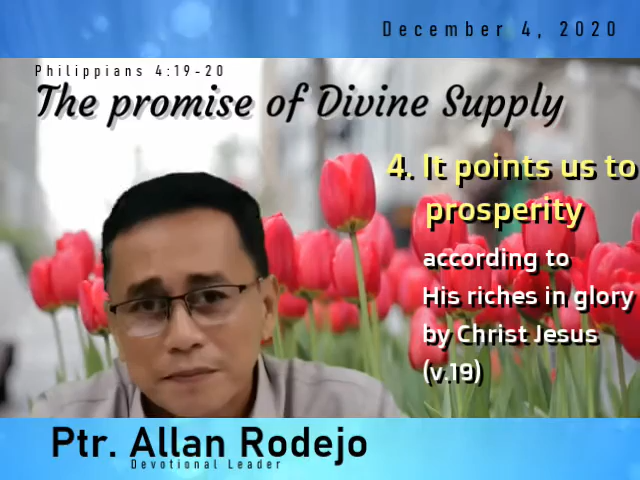 December 4, 2020
Philippians 4:19-20
The promise of Divine Supply
4. It points us to
prosperity
according to
His riches in glory
by Christ Jesus
(v.19)
Ptr. Allan Rodejo
Devotional Leader